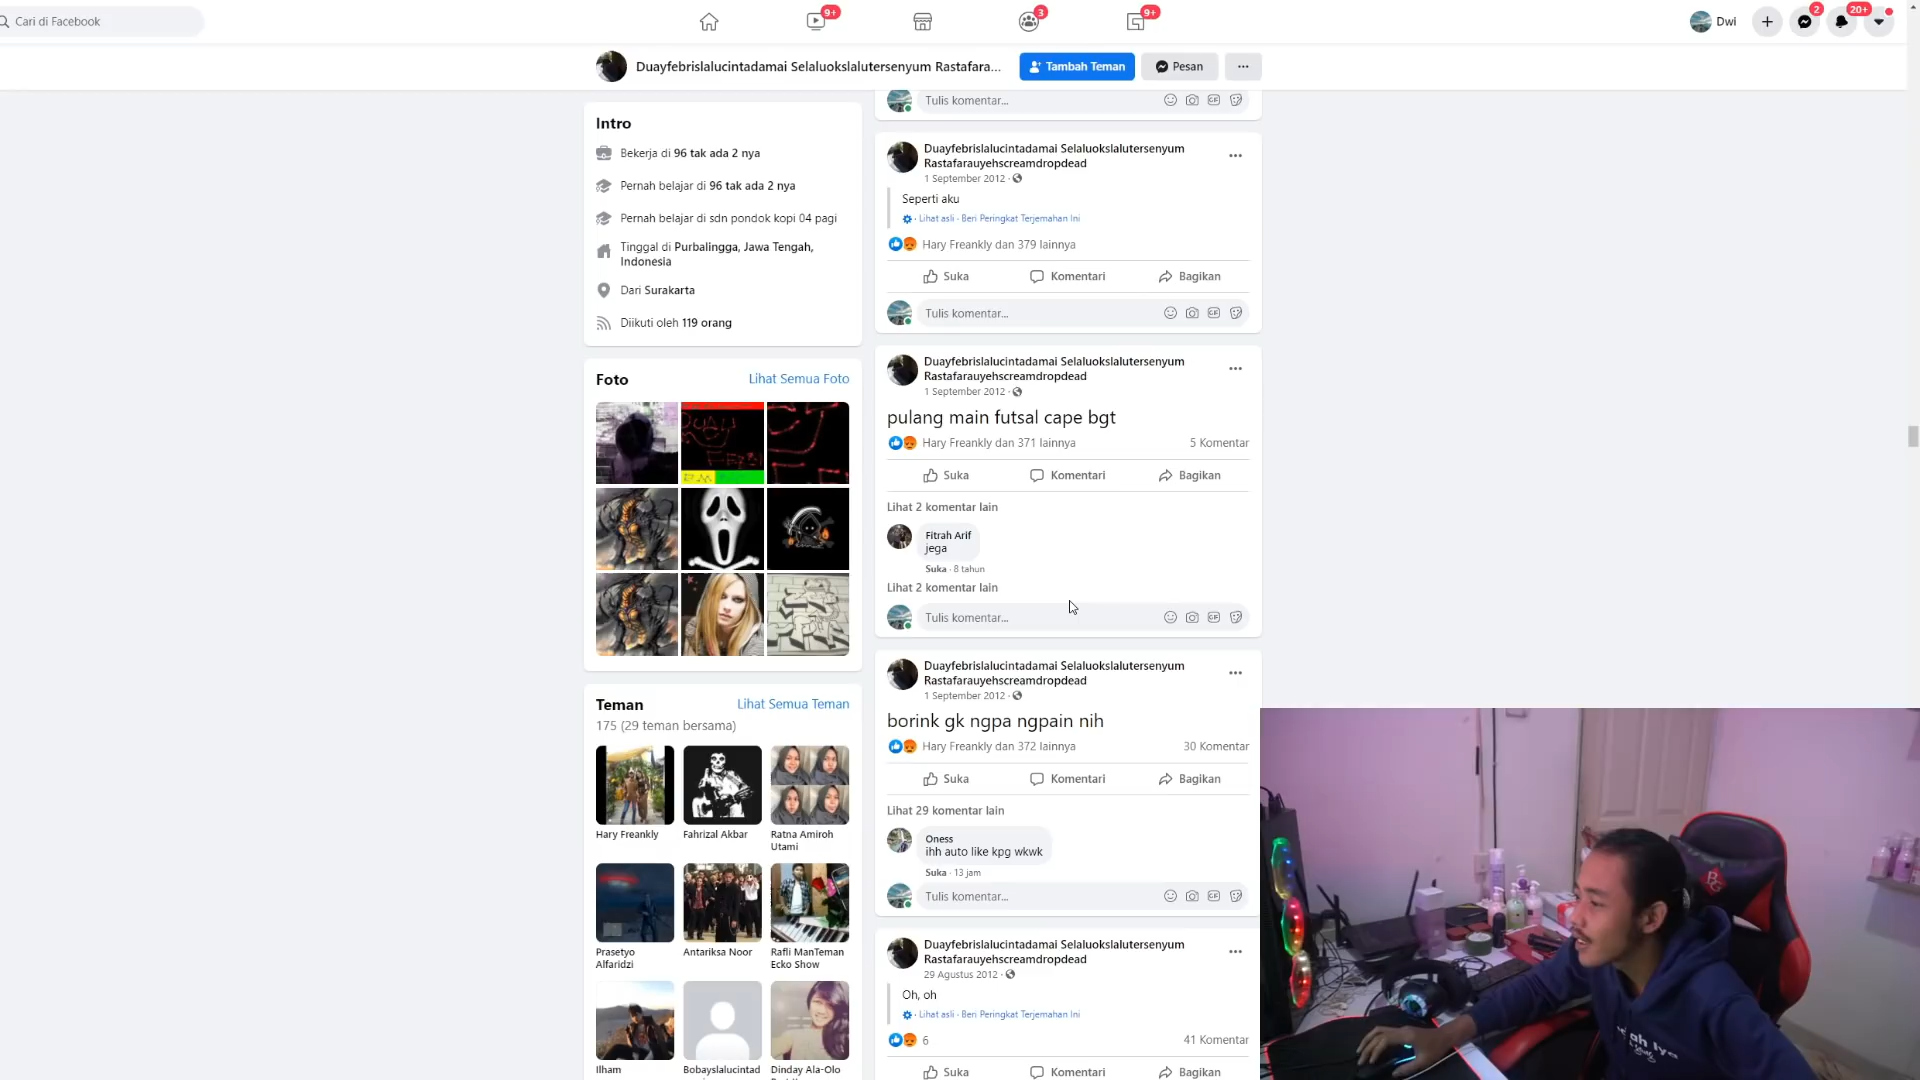 Cari di Facebook
9+
3
9+
Dwi
2
20+
Duayfebrislalucintadamai Selaluokslalutersenyum Rastafara...
Tambah Teman
Pesan
Intro
Bekerja di 96 tak ada 2 nya
Pernah belajar di 96 tak ada 2 nya
Pernah belajar di sdn pondok kopi 04 pagi
Tinggal di Purbalingga, Jawa Tengah,
Indonesia
Dari Surakarta
Diikuti oleh 119 orang
Foto
Lihat Semua Foto
Teman
Lihat Semua Teman
175 (29 teman bersama)
Hary Freankly
Fahrizal Akbar
Ratna Amiroh
Utami
Prasetyo
Alfaridzi
Antariksa Noor
Rafli ManTeman
Ecko Show
Ilham
Bobayslalucintad
Dinday Ala-Olo
Tulis komentar...
Duayfebrislalucintadamai Selaluokslalutersenyum
Rastafarauyehscreamdropdead
1 September 2012 ·
Seperti aku
· Lihat asli · Beri Peringkat Terjemahan Ini
Hary Freankly dan 379 lainnya
Suka
Komentari
Bagikan
Tulis komentar...
Duayfebrislalucintadamai Selaluokslalutersenyum
Rastafarauyehscreamdropdead
1 September 2012 ·
pulang main futsal cape bgt
Hary Freankly dan 371 lainnya
5 Komentar
Suka
Komentari
Bagikan
Lihat 2 komentar lain
Fitrah Arif
jega
Suka · 8 tahun
Lihat 2 komentar lain
Tulis komentar...
Duayfebrislalucintadamai Selaluokslalutersenyum
Rastafarauyehscreamdropdead
1 September 2012 ·
borink gk ngpa ngpain nih
Hary Freankly dan 372 lainnya
30 Komentar
Suka
Komentari
Bagikan
Lihat 29 komentar lain
Oness
ihh auto like kpg wkwk
Suka · 13 jam
Tulis komentar...
Duayfebrislalucintadamai Selaluokslalutersenyum
Rastafarauyehscreamdropdead
29 Agustus 2012 ·
Oh, oh
· Lihat asli · Beri Peringkat Terjemahan Ini
6
41 Komentar
Suka
Komentari
Bagikan